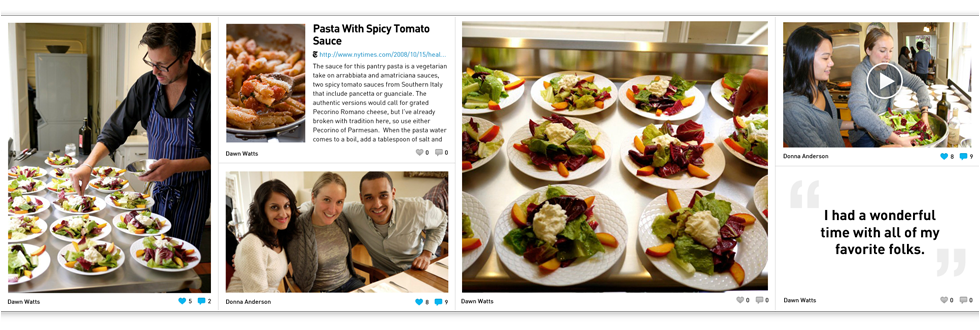 Dawn Watts
5
2
Pasta With Spicy Tomato
Sauce
http://www.nytimes.com/2008/10/15/heal...
The sauce for this pantry pasta is a vegetarian
take on arrabbiata and amatriciana sauces,
two spicy tomato sauces from Southern Italy
that include pancetta or guanciale. The
authentic versions would call for grated
Pecorino Romano cheese, but I've already
broken with tradition here, so use either
Pecorino of Parmesan. When the pasta water
comes to a boil, add a tablespoon of salt and
Dawn Watts
0
0
Donna Anderson
8
9
Dawn Watts
0
0
Donna Anderson
8
9
“I had a wonderful
time with all of my
favorite folks.”
Dawn Watts
0
0